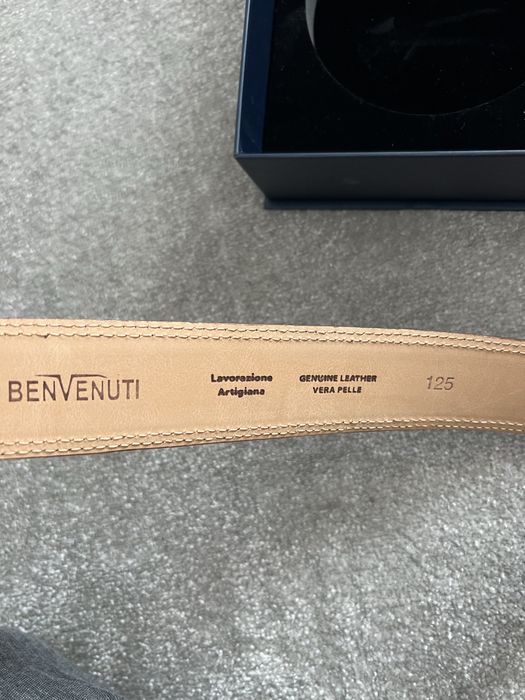 BENVENUTI
Lavorazione
Artigiana
GENUINE LEATHER
VERA PELLE
125